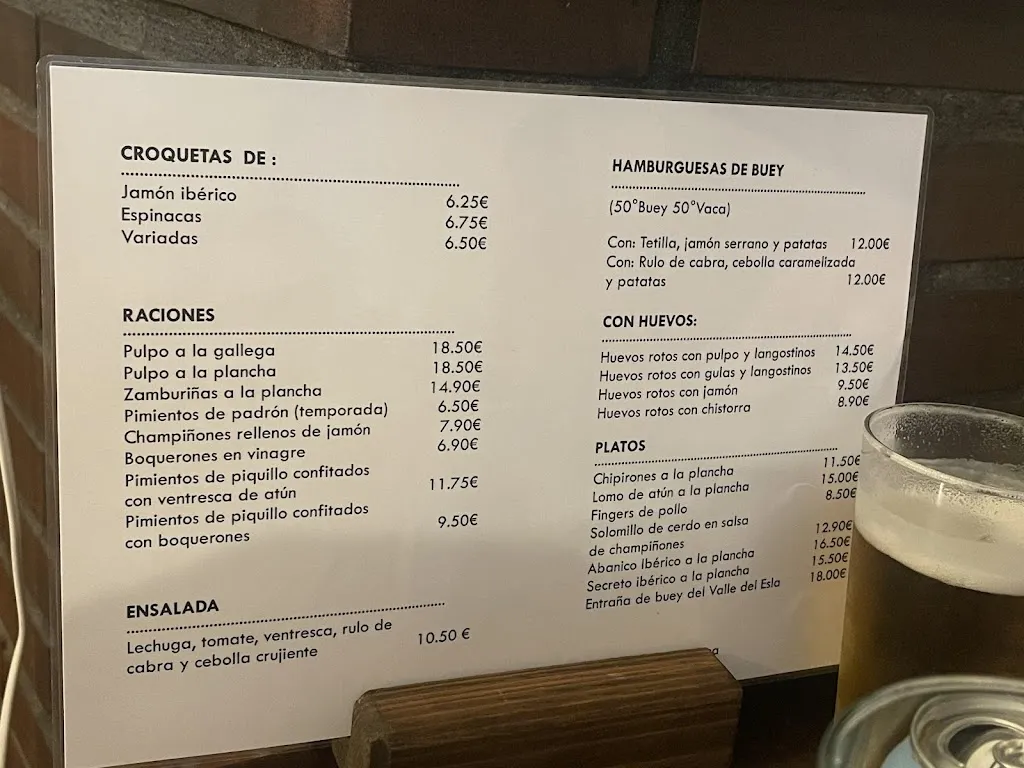 CROQUETAS DE :
Jamón ibérico 6.25€
Espinacas 6.75€
Variadas 6.50€
RACIONES
Pulpo a la gallega 18.50€
Pulpo a la plancha 18.50€
Zamburiñas a la plancha 14.90€
Pimientos de padrón (temporada) 6.50€
Champiñones rellenos de jamón 7.90€
Boquerones en vinagre 6.90€
Pimientos de piquillo confitados
con ventresca de atún 11.75€
Pimientos de piquillo confitados
con boquerones 9.50€
ENSALADA
Lechuga, tomate, ventresca, rulo de
cabra y cebolla crujiente 10.50 €
HAMBURGUESAS DE BUEY
(50°Buey 50°Vaca)
Con: Tetilla, jamón serrano y patatas 12.00€
Con: Rulo de cabra, cebolla caramelizada
y patatas 12.00€
CON HUEVOS:
Huevos rotos con pulpo y langostinos 14.50€
Huevos rotos con gulas y langostinos 13.50€
Huevos rotos con jamón 9.50€
Huevos rotos con chistorra 8.90€
PLATOS
Chipirones a la plancha 11.50€
Lomo de atún a la plancha 15.00€
Fingers de pollo 8.50€
Solomillo de cerdo en salsa
de champiñones 12.90€
Abanico Ibérico a la plancha 16.50€
Secreto ibérico a la plancha 15.50€
Entraña de buey del Valle del Esla 18.00€